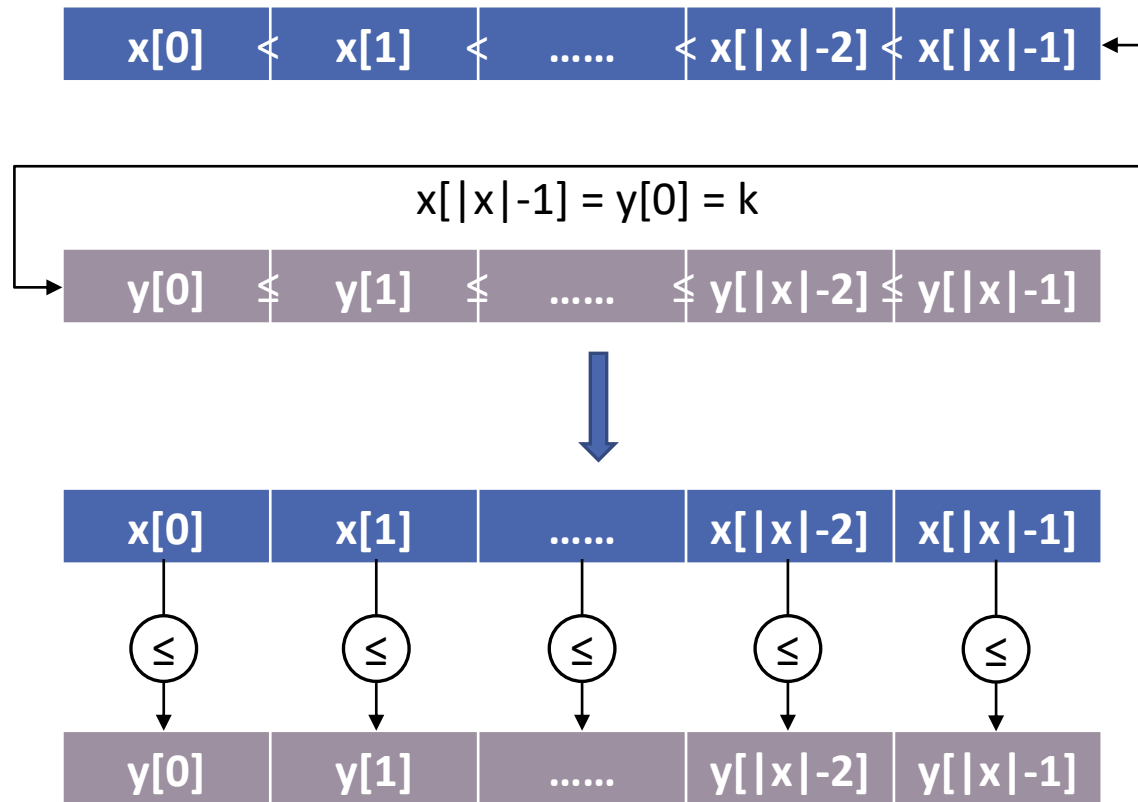 x[0] < x[1] < …… < x[|x|-2] < x[|x|-1]
x[|x|-1] = y[0] = k
y[0] ≤ y[1] ≤ …… ≤ y[|x|-2] ≤ y[|x|-1]
x[0] x[1] …… x[|x|-2] x[|x|-1]
≤ ≤ ≤ ≤ ≤
y[0] y[1] …… y[|x|-2] y[|x|-1]